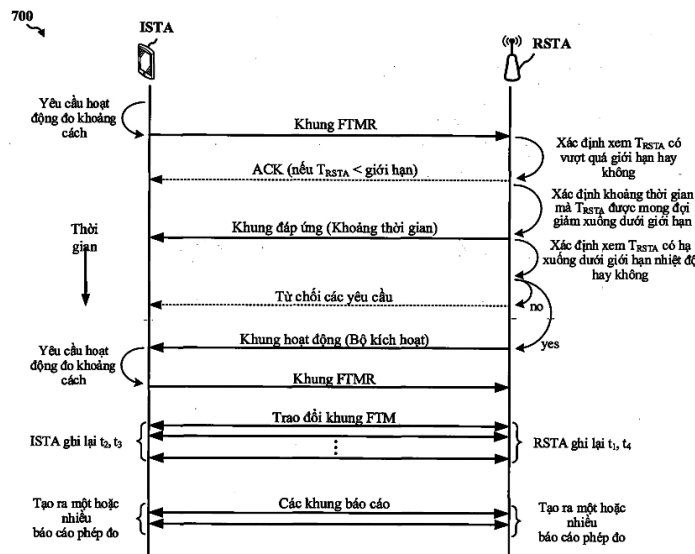 700
ISTA
RSTA
Yêu cầu hoạt
động đo khoảng
cách
Khung FTMR
Xác định xem TRSTA có
vượt quá giới hạn hay
không
ACK (nếu TRSTA < giới hạn)
Xác định khoảng thời gian
mà TRSTA được mong đợi
giảm xuống dưới giới hạn
Thời
gian
Khung đáp ứng (Khoảng thời gian)
Xác định xem TRSTA có hạ
xuống dưới giới hạn nhiệt độ
hay không
Từ chối các yêu cầu
no
Khung hoạt động (Bộ kích hoạt)
yes
Yêu cầu hoạt
động đo khoảng
cách
Khung FTMR
Trao đổi khung FTM
ISTA ghi lại t2, t3
RSTA ghi lại t1, t4
Các khung báo cáo
Tạo ra một hoặc
nhiều
báo cáo phép đo
Tạo ra một hoặc
nhiều
báo cáo phép đo